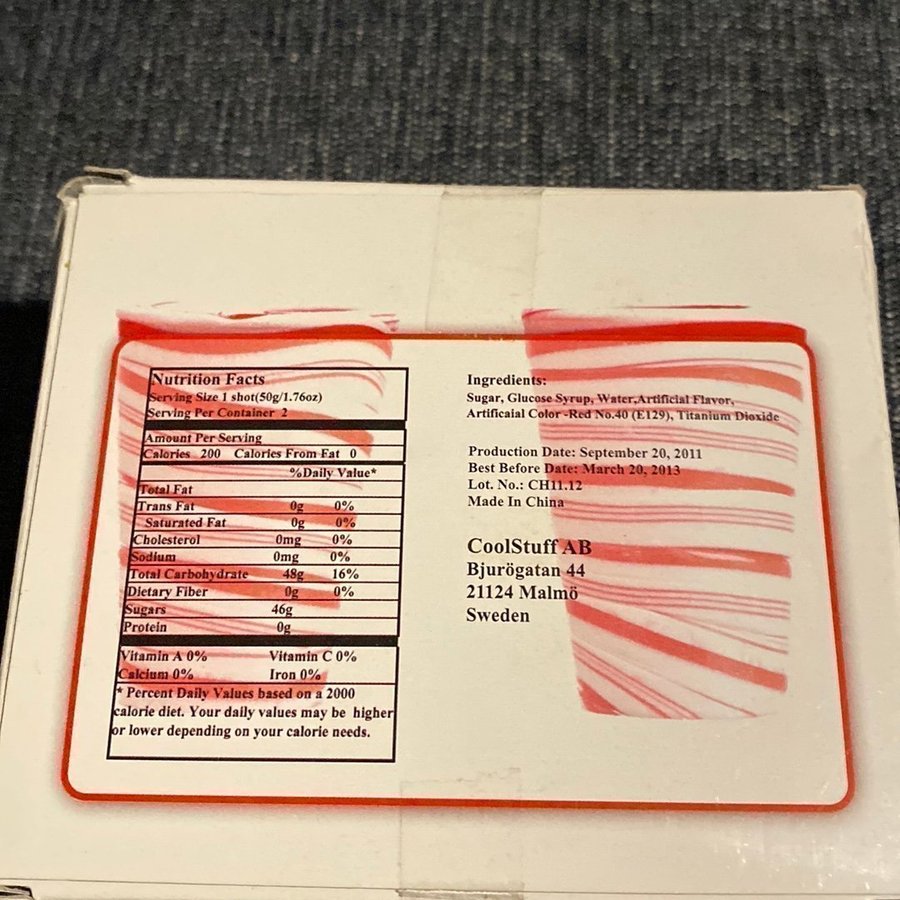 Nutrition Facts
Serving Size 1 shot(50g/1.76oz)
Serving Per Container 2
Amount Per Serving
Calories 200 Calories From Fat 0
%Daily Value*
Total Fat
Trans Fat 0g 0%
Saturated Fat 0g 0%
Cholesterol 0mg 0%
Sodium 0mg 0%
Total Carbohydrate 48g 16%
Dietary Fiber 0g 0%
Sugars 46g
Protein 0g
Vitamin A 0% Vitamin C 0%
Calcium 0% Iron 0%
* Percent Daily Values based on a 2000
calorie diet. Your daily values may be higher
or lower depending on your calorie needs.
Ingredients:
Sugar, Glucose Syrup, Water,Artificial Flavor,
Artificaial Color -Red No.40 (E129), Titanium Dioxide
Production Date: September 20, 2011
Best Before Date: March 20, 2013
Lot. No.: CH11.12
Made In China
CoolStuff AB
Bjurögatan 44
21124 Malmö
Sweden